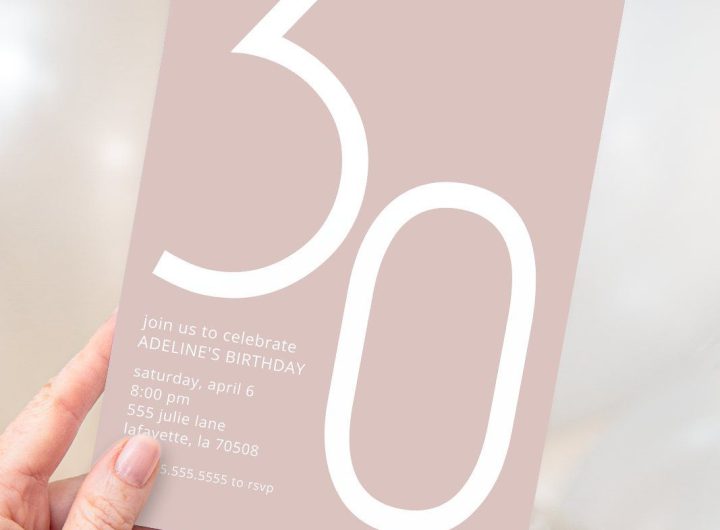 30
join us to celebrate
ADELINE'S BIRTHDAY
saturday, april 6
8:00 pm
555 julie lane
lafayette, la 70508
5.555.5555 to rsvp